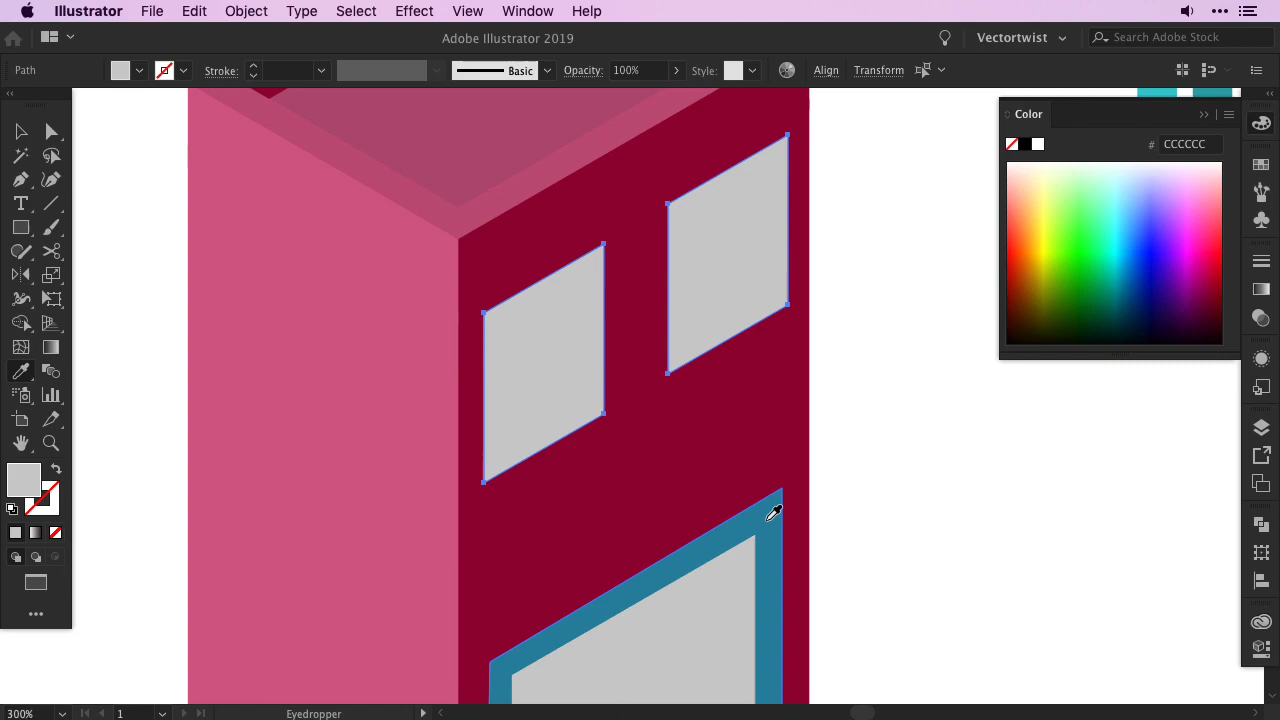 Illustrator File Edit Object Type Select Effect View Window Help
Adobe Illustrator 2019
Vectortwist
Search Adobe Stock
Path
Stroke:
Basic
Opacity: 100%
Style:
Align
Transform
Color
# CCCCCC
300%
1
Eyedropper